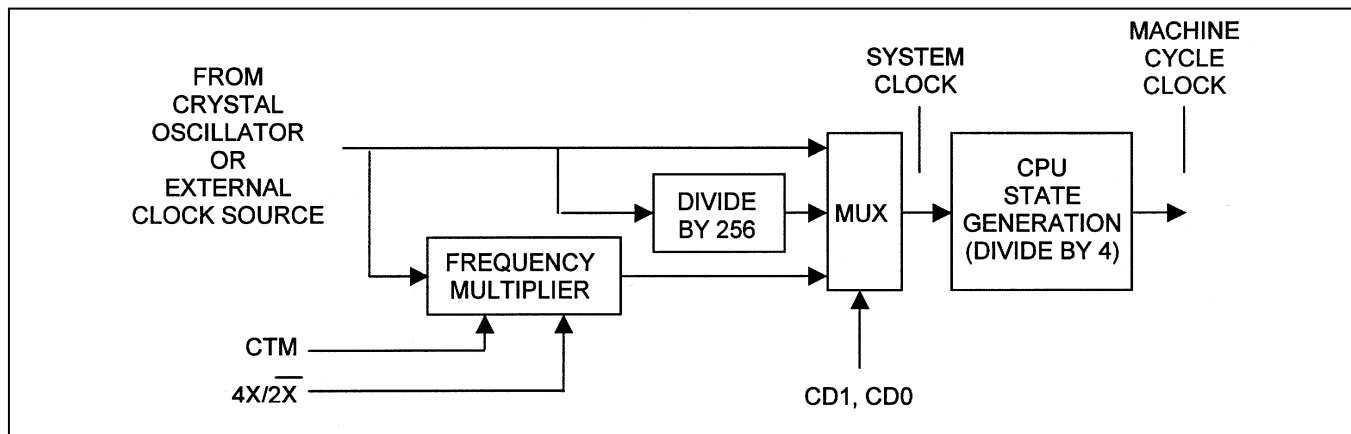 FROM
CRYSTAL
OSCILLATOR
OR
EXTERNAL
CLOCK SOURCE
SYSTEM
CLOCK
MACHINE
CYCLE
CLOCK
DIVIDE
BY 256
MUX
CPU
STATE
GENERATION
(DIVIDE BY 4)
FREQUENCY
MULTIPLIER
CTM
4X/2X̅
CD1, CD0